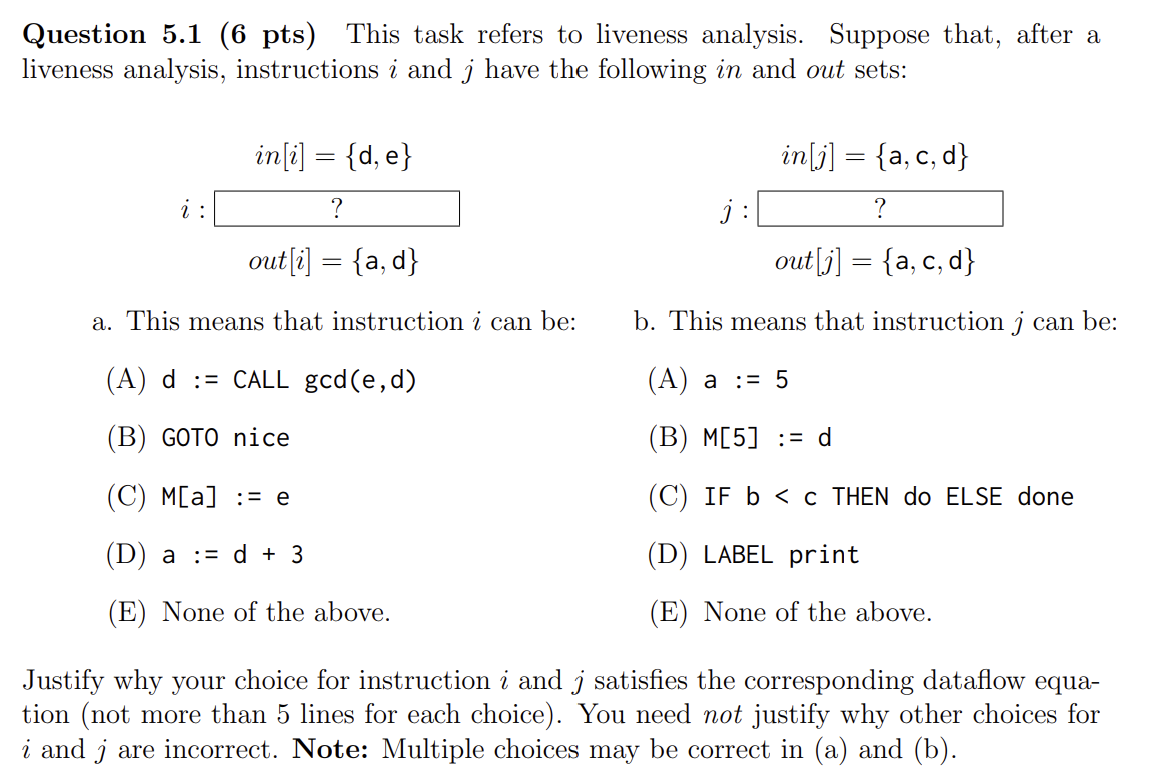 Question 5.1 (6 pts) This task refers to liveness analysis. Suppose that, after a
liveness analysis, instructions i and j have the following in and out sets:
in[i] = {d, e}
in[j] = {a, c, d}
i : ?
j : ?
out[i] = {a, d}
out[j] = {a, c, d}
a. This means that instruction i can be:
b. This means that instruction j can be:
(A) d := CALL gcd(e,d)
(A) a := 5
(B) GOTO nice
(B) M[5] := d
(C) M[a] := e
(C) IF b < c THEN do ELSE done
(D) a := d + 3
(D) LABEL print
(E) None of the above.
(E) None of the above.
Justify why your choice for instruction i and j satisfies the corresponding dataflow equa-
tion (not more than 5 lines for each choice). You need not justify why other choices for
i and j are incorrect. Note: Multiple choices may be correct in (a) and (b).